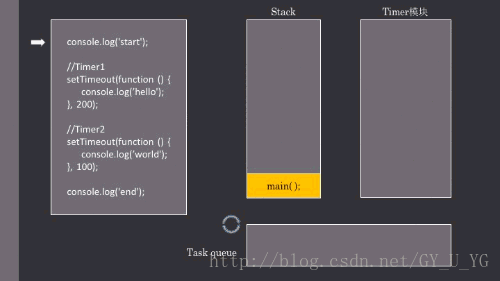 Stack
Timer模块
console.log('start');
//Timer1
setTimeout(function () {
console.log('hello');
}, 200);
//Timer2
setTimeout(function () {
console.log('world');
}, 100);
console.log('end');
main( );
Task queue
http://blog.csdn.net/GY_U_YG